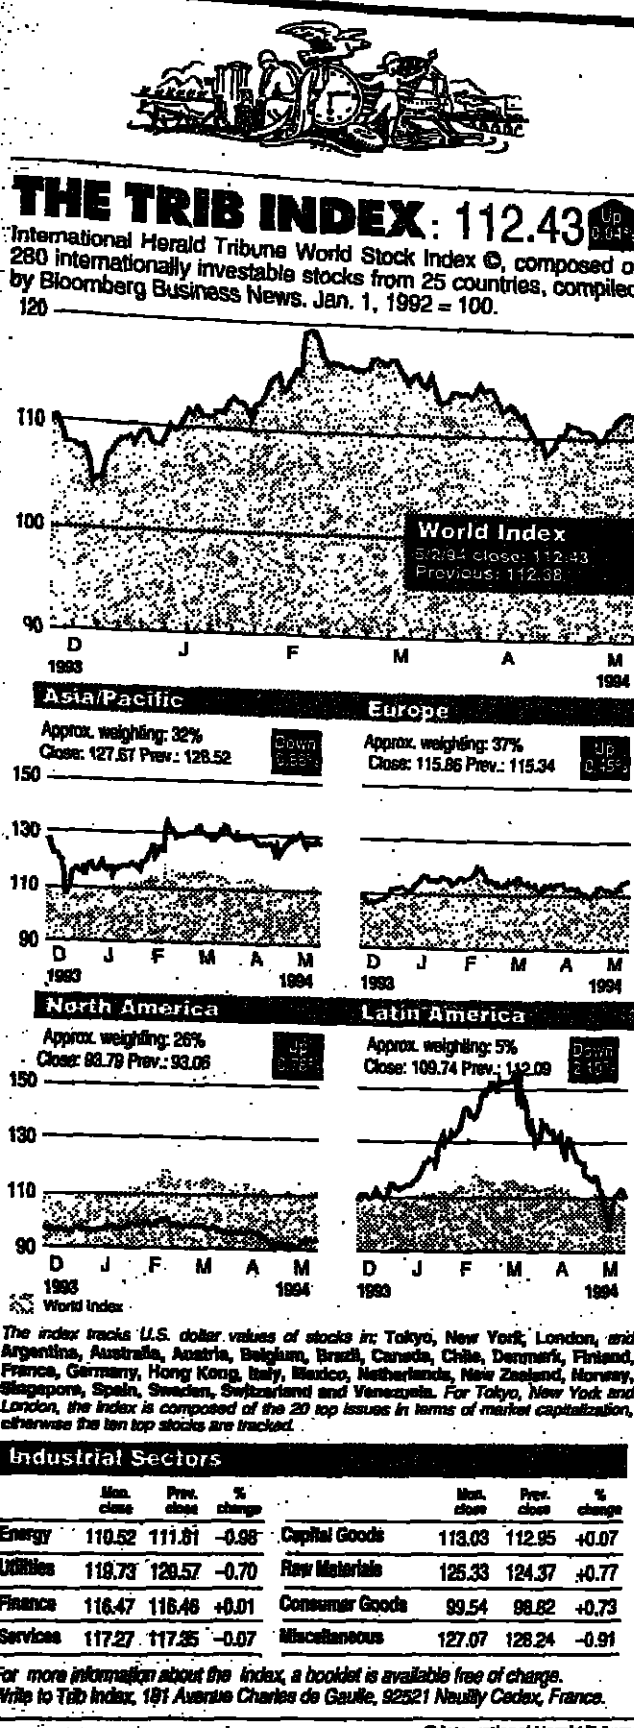 THE TRIB INDEX: 112.43
Up
0.04%
International Herald Tribune World Stock Index ©, composed of
280 internationally investable stocks from 25 countries, compiled
by Bloomberg Business News. Jan. 1, 1992 = 100.
120
110
100
90
World Index
5/2/94 close: 112.43
Previous: 112.38
D J F M A M
1993 1994
Asia/Pacific
Approx. weighting: 32%
Close: 127.67 Prev.: 128.52
Down
0.66%
150
130
110
90
D J F M A M
1993 1994
Europe
Approx. weighting: 37%
Close: 115.86 Prev.: 115.34
Up
0.45%
D J F M A M
1993 1994
North America
Approx. weighting: 26%
Close: 93.79 Prev.: 93.06
Up
150
130
110
90
D J F M A M
1993 1994
Latin America
Approx. weighting: 5%
Close: 109.74 Prev.: 112.09
Down
2.10%
D J F M A M
1993 1994
World Index
The index tracks U.S. dollar values of stocks in: Tokyo, New York, London, and
Argentina, Australia, Austria, Belgium, Brazil, Canada, Chile, Denmark, Finland,
France, Germany, Hong Kong, Italy, Mexico, Netherlands, New Zealand, Norway,
Singapore, Spain, Sweden, Switzerland and Venezuela. For Tokyo, New York and
London, the index is composed of the 20 top issues in terms of market capitalization,
otherwise the ten top stocks are tracked.
Industrial Sectors
Mon. close Prev. close % change Mon. close Prev. close % change
Energy 110.52 111.61 -0.98 Capital Goods 113.03 112.95 +0.07
Utilities 119.73 120.57 -0.70 Raw Materials 125.33 124.37 +0.77
Finance 116.47 116.46 +0.01 Consumer Goods 99.54 98.82 +0.73
Services 117.27 117.35 -0.07 Miscellaneous 127.07 128.24 -0.91
For more information about the Index, a booklet is available free of charge.
Write to Trib Index, 181 Avenue Charles de Gaulle, 92521 Neuilly Cedex, France.